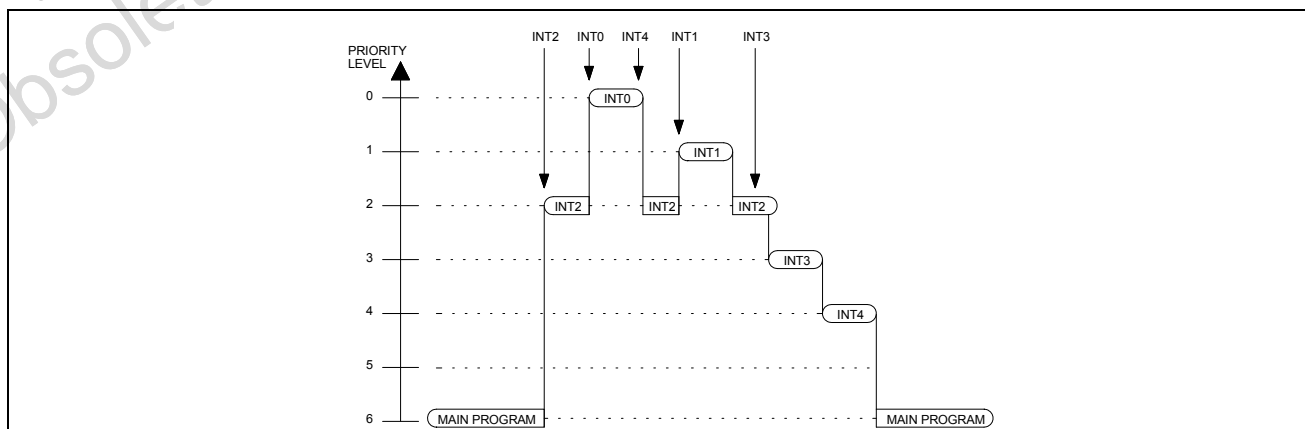 INT2 INT0 INT4 INT1 INT3
PRIORITY
LEVEL
0 INT0
1 INT1
2 INT2 INT2 INT2
3 INT3
4 INT4
5
6 MAIN PROGRAM MAIN PROGRAM